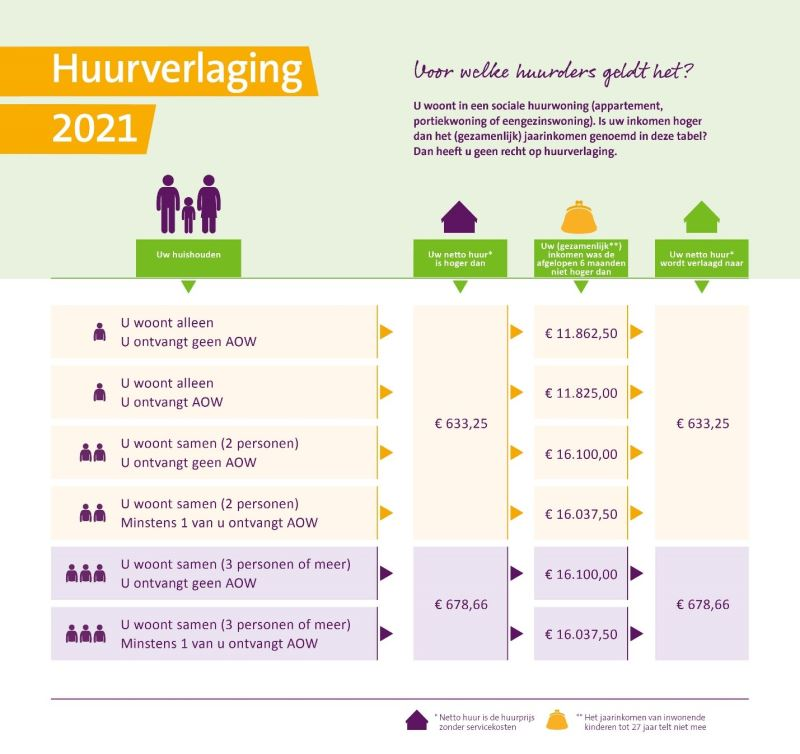 Huurverlaging
2021
Voor welke huurders geldt het?
U woont in een sociale huurwoning (appartement,
portiekwoning of eengezinswoning). Is uw inkomen hoger
dan het (gezamenlijk) jaarinkomen genoemd in deze tabel?
Dan heeft u geen recht op huurverlaging.
Uw huishouden
Uw netto huur*
is hoger dan
Uw (gezamenlijk**)
inkomen was de
afgelopen 6 maanden
niet hoger dan
Uw netto huur*
wordt verlaagd naar
U woont alleen
U ontvangt geen AOW
€ 11.862,50
U woont alleen
U ontvangt AOW
€ 11.825,00
€ 633,25
€ 633,25
U woont samen (2 personen)
U ontvangt geen AOW
€ 16.100,00
U woont samen (2 personen)
Minstens 1 van u ontvangt AOW
€ 16.037,50
U woont samen (3 personen of meer)
U ontvangt geen AOW
€ 16.100,00
€ 678,66
€ 678,66
U woont samen (3 personen of meer)
Minstens 1 van u ontvangt AOW
€ 16.037,50
* Netto huur is de huurprijs
zonder servicekosten
** Het jaarinkomen van inwonende
kinderen tot 27 jaar telt niet mee